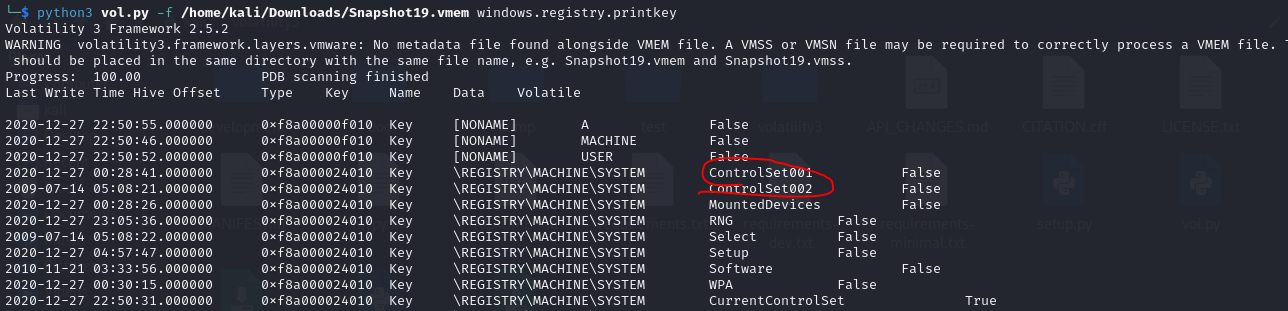 └─$ python3 vol.py -f /home/kali/Downloads/Snapshot19.vmem windows.registry.printkey
Volatility 3 Framework 2.5.2
WARNING  volatility3.framework.layers.vmware: No metadata file found alongside VMEM file. A VMSS or VMSN file may be required to correctly process a VMEM file.
should be placed in the same directory with the same file name, e.g. Snapshot19.vmem and Snapshot19.vmss.
Progress:  100.00               PDB scanning finished
Last Write Time Hive Offset     Type    Key     Name    Data    Volatile
2020-12-27 22:50:55.000000      0×f8a00000f010  Key     [NONAME]        A               False
2020-12-27 22:50:46.000000      0×f8a00000f010  Key     [NONAME]        MACHINE         False
2020-12-27 22:50:52.000000      0×f8a00000f010  Key     [NONAME]        USER            False
2020-12-27 00:28:41.000000      0×f8a000024010  Key     \REGISTRY\MACHINE\SYSTEM        ControlSet001           False
2009-07-14 05:08:21.000000      0×f8a000024010  Key     \REGISTRY\MACHINE\SYSTEM        ControlSet002           False
2020-12-27 00:28:26.000000      0×f8a000024010  Key     \REGISTRY\MACHINE\SYSTEM        MountedDevices          False
2020-12-27 23:05:36.000000      0×f8a000024010  Key     \REGISTRY\MACHINE\SYSTEM        RNG             False
2009-07-14 05:08:22.000000      0×f8a000024010  Key     \REGISTRY\MACHINE\SYSTEM        Select          False
2020-12-27 04:57:47.000000      0×f8a000024010  Key     \REGISTRY\MACHINE\SYSTEM        Setup           False
2010-11-21 03:33:56.000000      0×f8a000024010  Key     \REGISTRY\MACHINE\SYSTEM        Software                False
2020-12-27 00:30:15.000000      0×f8a000024010  Key     \REGISTRY\MACHINE\SYSTEM        WPA             False
2020-12-27 22:50:31.000000      0×f8a000024010  Key     \REGISTRY\MACHINE\SYSTEM        CurrentControlSet               True